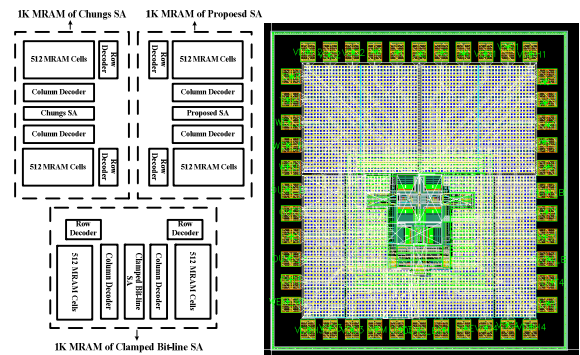 1K MRAM of Chungs SA
1K MRAM of Propoesd SA
512 MRAM Cells
Row Decoder
Column Decoder
Chungs SA
Column Decoder
512 MRAM Cells
Row Decoder
Row Decoder
512 MRAM Cells
Column Decoder
Proposed SA
Column Decoder
Row Decoder
512 MRAM Cells
Row
Decoder
Row
Decoder
512 MRAM
Cells
Column Decoder
Clamped Bit-line
SA
Column Decoder
512 MRAM
Cells
1K MRAM of Clamped Bit-line SA